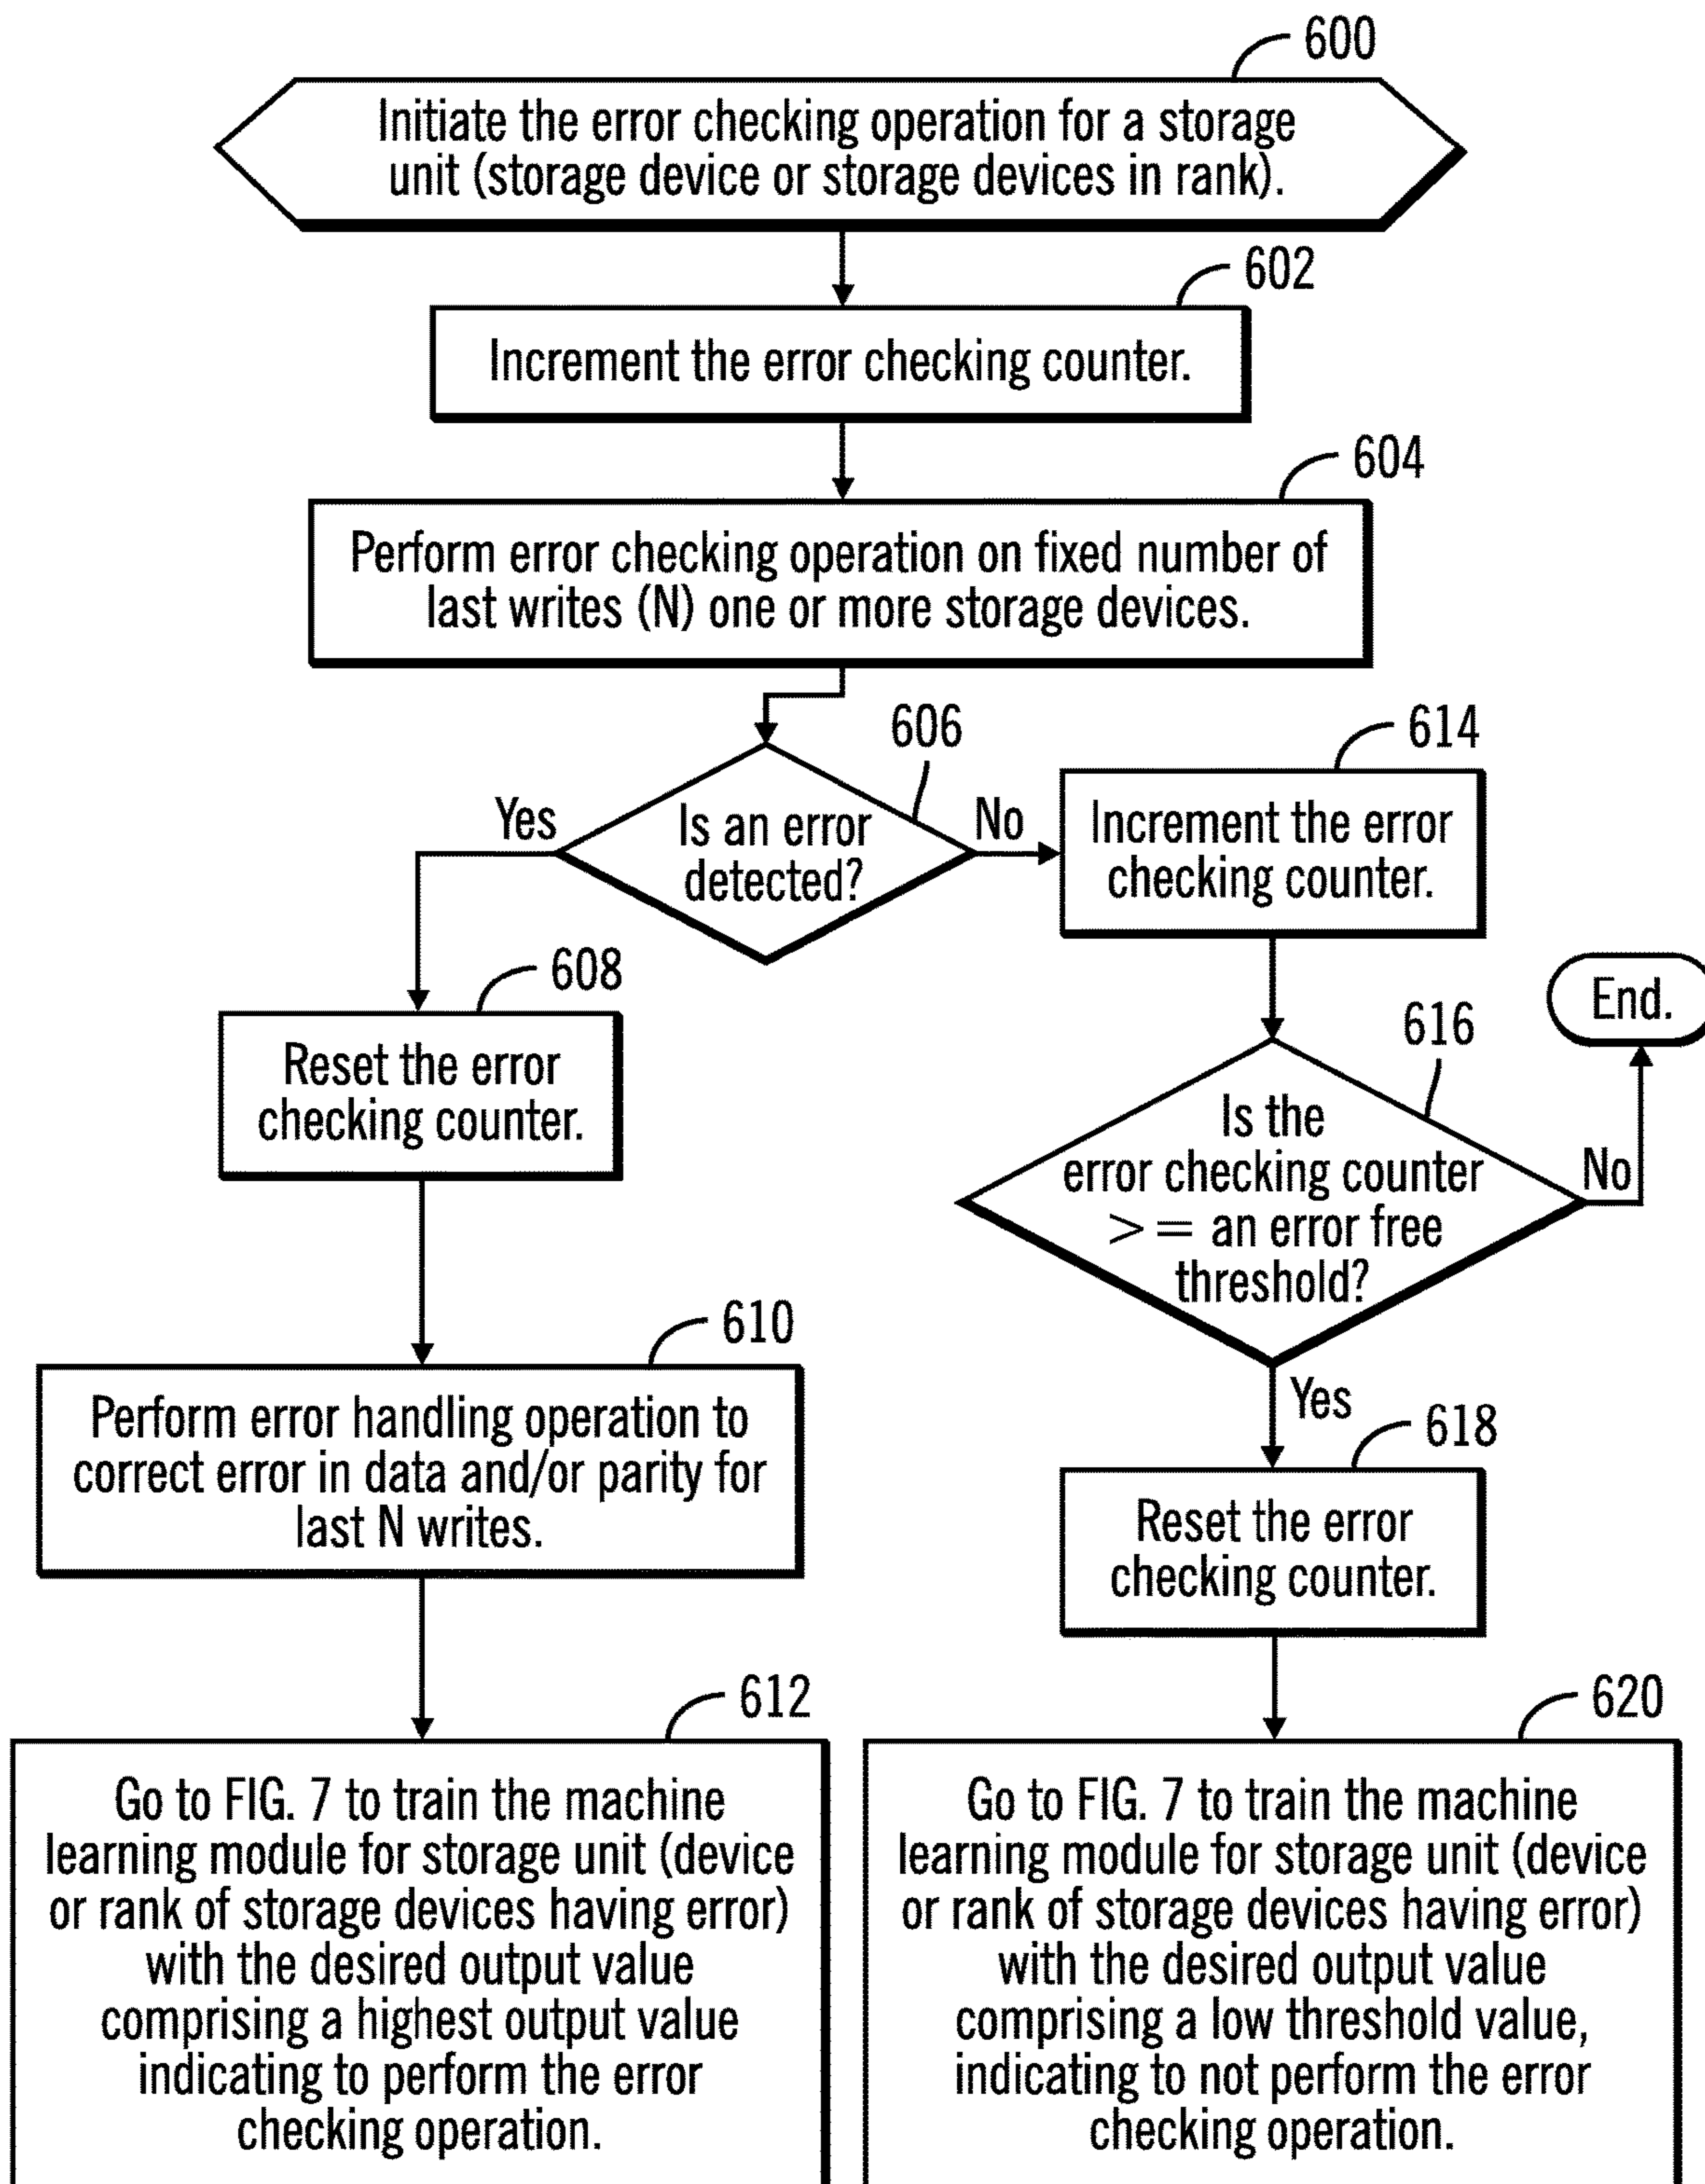 600
Initiate the error checking operation for a storage
unit (storage device or storage devices in rank).
602
Increment the error checking counter.
604
Perform error checking operation on fixed number of
last writes (N) one or more storage devices.
606
Is an error
detected?
Yes
No
614
Increment the error
checking counter.
608
Reset the error
checking counter.
End.
616
Is the
error checking counter
> = an error free
threshold?
No
Yes
610
Perform error handling operation to
correct error in data and/or parity for
last N writes.
618
Reset the error
checking counter.
612
Go to FIG. 7 to train the machine
learning module for storage unit (device
or rank of storage devices having error)
with the desired output value
comprising a highest output value
indicating to perform the error
checking operation.
620
Go to FIG. 7 to train the machine
learning module for storage unit (device
or rank of storage devices having error)
with the desired output value
comprising a low threshold value,
indicating to not perform the error
checking operation.